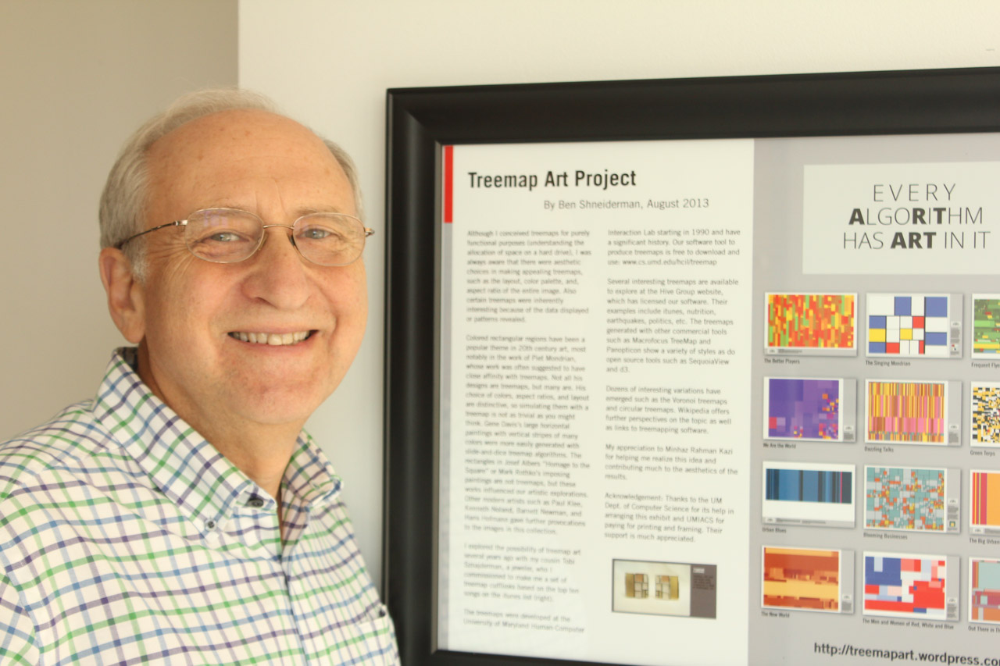 Treemap Art Project
By Ben Shneiderman, August 2013
Although I conceived treemaps for purely
functional purposes (understanding the
allocation of space on a hard drive), I was
always aware that there were aesthetic
choices in making appealing treemaps,
such as the layout, color palette, and,
aspect ratio of the entire image. Also
certain treemaps were inherently
interesting because of the data displayed
or patterns revealed.
Colored rectangular regions have been a
popular theme in 20th century art, most
notably in the work of Piet Mondrian,
whose work was often suggested to have
close affinity with treemaps. Not all his
designs are treemaps, but many are. His
choice of colors, aspect ratios, and layout
are distinctive, so simulating them with a
treemap is not as trivial as you might
think. Gene Davis's large horizontal
paintings with vertical stripes of many
colors were more easily generated with
slide-and-dice treemap algorithms. The
rectangles in Josef Albers "Homage to the
Square" or Mark Rothko's imposing
paintings are not treemaps, but these
works influenced our artistic explorations.
Other modern artists such as Paul Klee,
Kenneth Noland, Barnett Newman, and
Hans Hofmann gave further provocations
to the images in this collection.
I explored the possibility of treemap art
several years ago with my cousin Tobi
a jeweler, who I
commissioned to make me a set of
treemap cufflinks based on the top ten
songs on the iTunes list (right).
The treemaps were developed at the
University of Maryland Human-Computer
Interaction Lab starting in 1990 and have
a significant history. Our software tool to
produce treemaps is free to download and
use: www.cs.umd.edu/hcil/treemap
Several interesting treemaps are available
to explore at the Hive Group website,
which has licensed our software. Their
examples include itunes, nutrition,
earthquakes, politics, etc. The treemaps
generated with other commercial tools
such as Macrofocus TreeMap and
Panopticon show a variety of styles as do
open source tools such as SequoiaView
and d3.
Dozens of interesting variations have
emerged such as the Voronoi treemaps
and circular treemaps. Wikipedia offers
further perspectives on the topic as well
as links to treemapping software.
My appreciation to Minhaz Rahman Kazi
for helping me realize this idea and
contributing much to the aesthetics of the
results.
Acknowledgement: Thanks to the UM
Dept. of Computer Science for its help in
arranging this exhibit and UMIACS for
paying for printing and framing. Their
support is much appreciated.
EVERY
ALGORITHM
HAS ART IN IT
The Better Players
The Singing Mondrian
Frequent Flye
We Are the World
Dazzling Talks
Green Torps
Urban Blues
Blooming Businesses
The Big Urban
The New World
The Men and Women of Red, White and Blue
Out There in Th
http://treemapart.wordpress.co